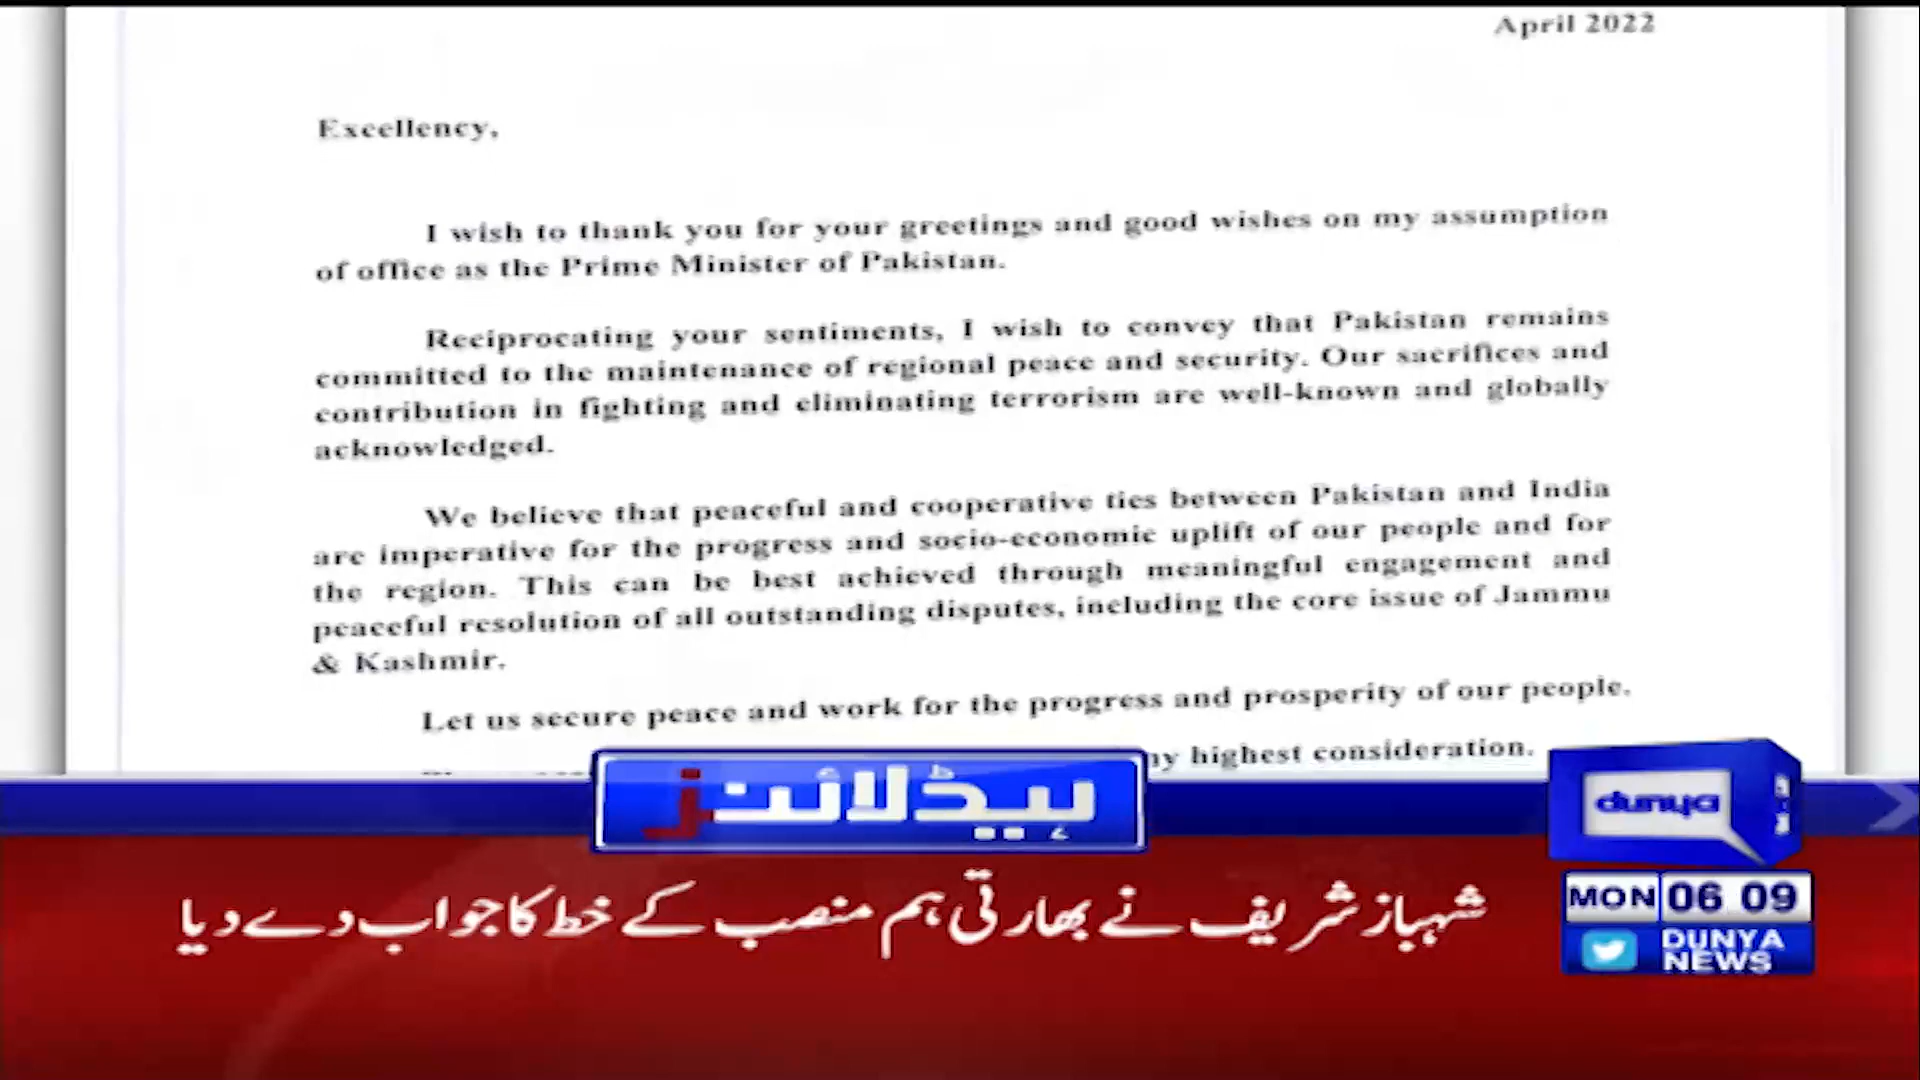 April 2022
Excellency,
I wish to thank you for your greetings and good wishes on my assumption
of office as the Prime Minister of Pakistan.
Reciprocating your sentiments, I wish to convey that Pakistan remains
committed to the maintenance of regional peace and security. Our sacrifices and
contribution in fighting and eliminating terrorism are well-known and globally
acknowledged.
We believe that peaceful and cooperative ties between Pakistan and India
are imperative for the progress and socio-economic uplift of our people and for
the region. This can be best achieved through meaningful engagement and
peaceful resolution of all outstanding disputes, including the core issue of Jammu
& Kashmir.
Let us secure peace and work for the progress and prosperity of our people.
my highest consideration.
ہیڈلائنز
dunya
شہباز شریف نے بھارتی ہم منصب کے خط کا جواب دے دیا
MON 06 09
DUNYA
NEWS